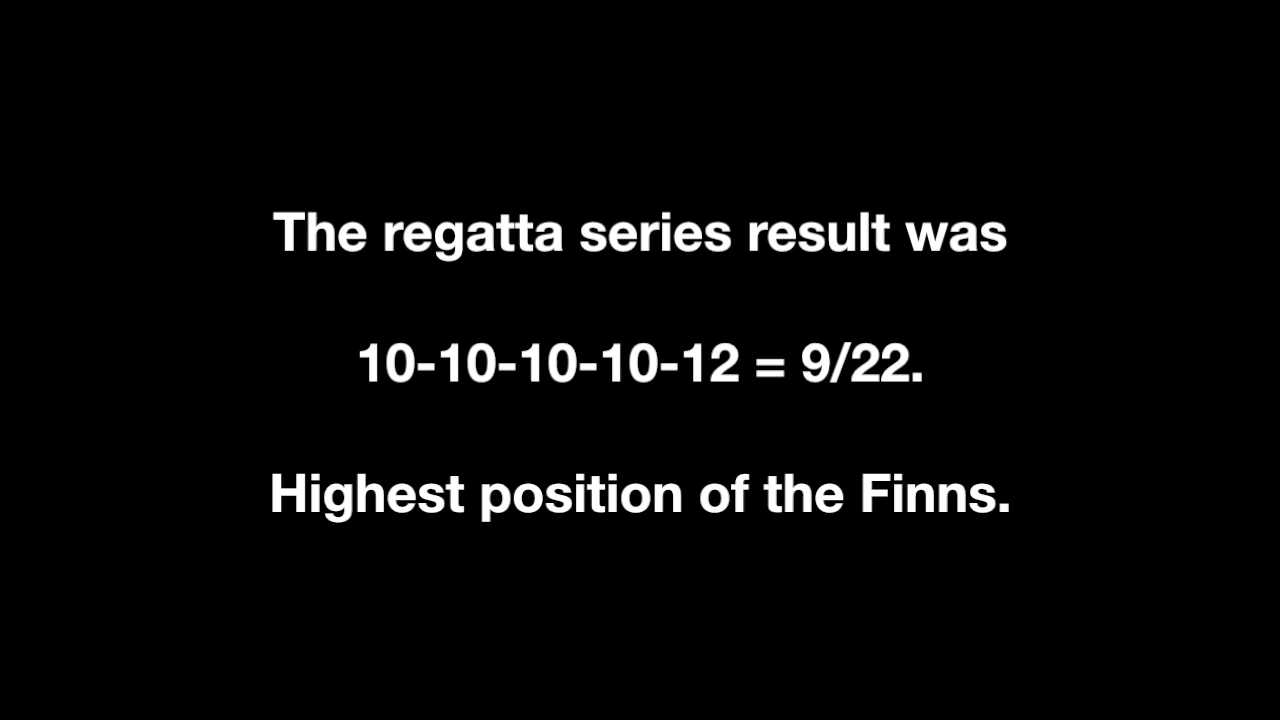 The regatta series result was
10-10-10-10-12 = 9/22.
Highest position of the Finns.